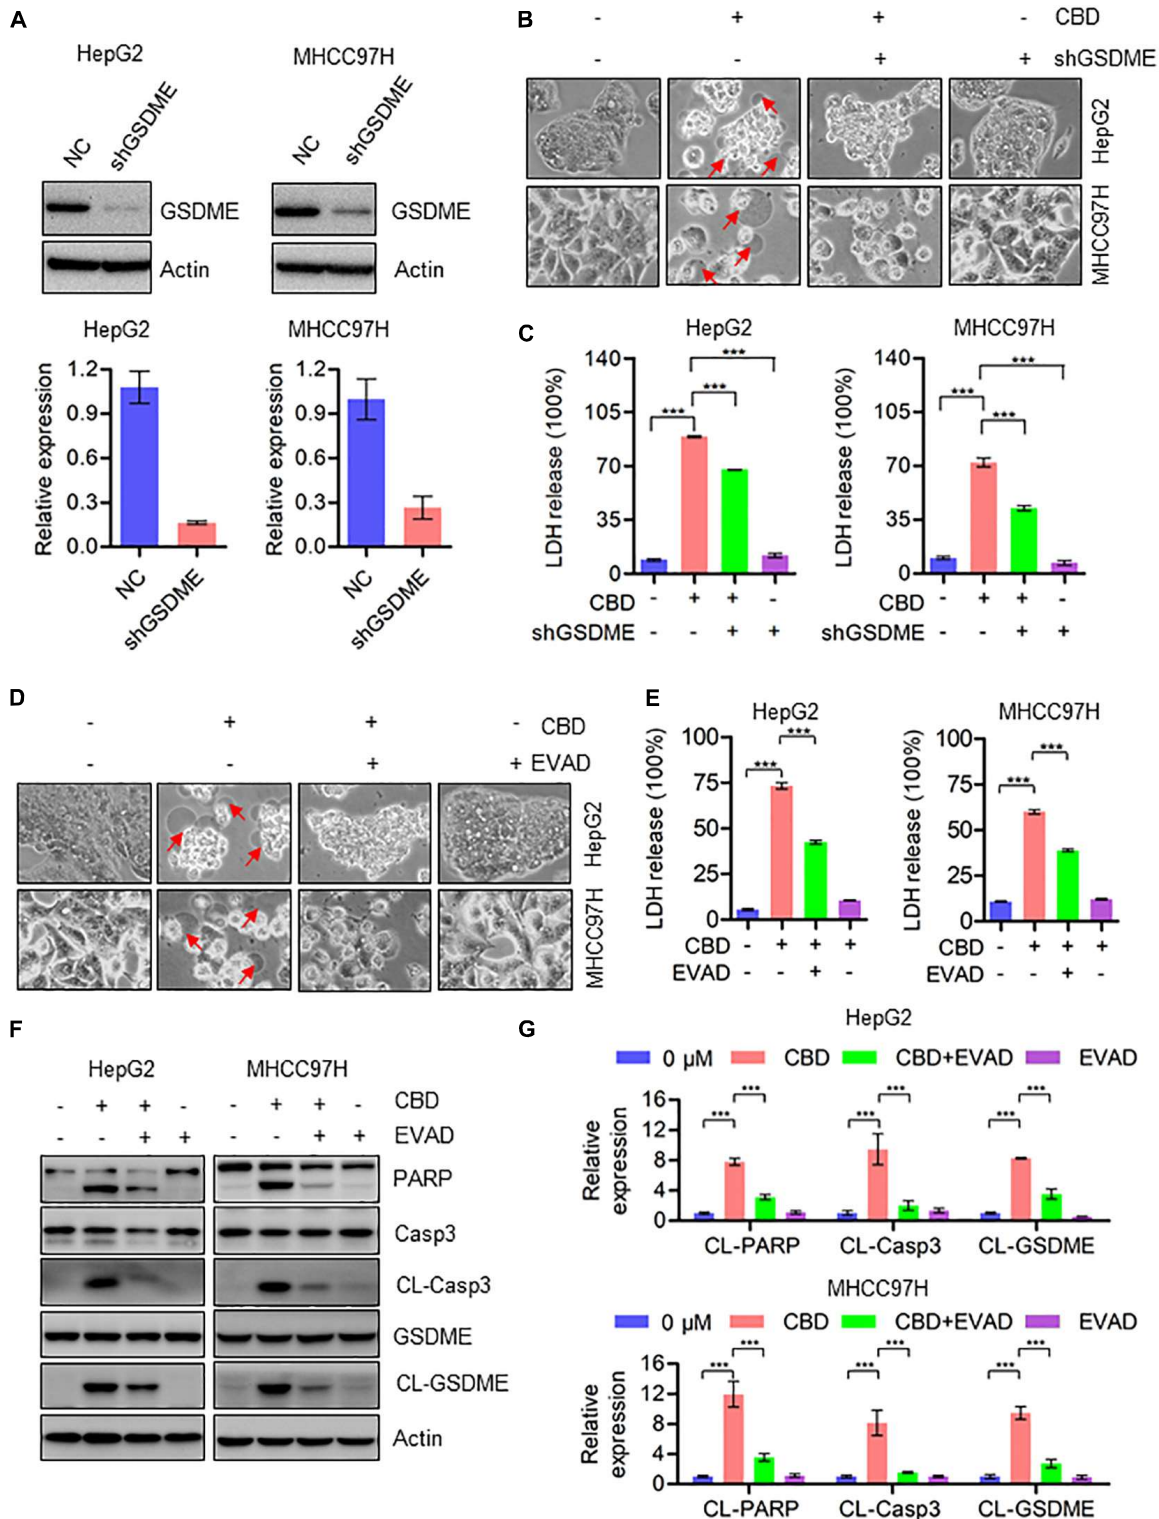 A
HepG2
MHCC97H
NC
shGSDME
NC
shGSDME
GSDME
GSDME
Actin
Actin
HepG2
MHCC97H
Relative expression
1.2
0.9
0.6
0.3
0.0
NC
shGSDME
Relative expression
1.2
0.9
0.6
0.3
0.0
NC
shGSDME
B
- + + - CBD
- - + + shGSDME
HepG2
MHCC97H
C
HepG2
MHCC97H
LDH release (100%)
140
105
70
35
0
*** *** ***
CBD - + + -
shGSDME - - + +
LDH release (100%)
140
105
70
35
0
*** *** ***
CBD - + + -
shGSDME - - + +
D
- + + - CBD
- - + + EVAD
HepG2
MHCC97H
E
HepG2
MHCC97H
LDH release (100%)
100
75
50
25
0
*** ***
CBD - + + +
EVAD +
LDH release (100%)
100
75
50
25
0
*** ***
CBD - + + +
EVAD +
F
HepG2
MHCC97H
- + + - - + + - CBD
- - + + - - + + EVAD
PARP
Casp3
CL-Casp3
GSDME
CL-GSDME
Actin
G
HepG2
0 µM CBD CBD+EVAD EVAD
Relative expression
16
12
8
4
0
*** *** *** *** *** ***
CL-PARP CL-Casp3 CL-GSDME
MHCC97H
0 µM CBD CBD+EVAD EVAD
Relative expression
16
12
8
4
0
*** *** *** *** *** ***
CL-PARP CL-Casp3 CL-GSDME